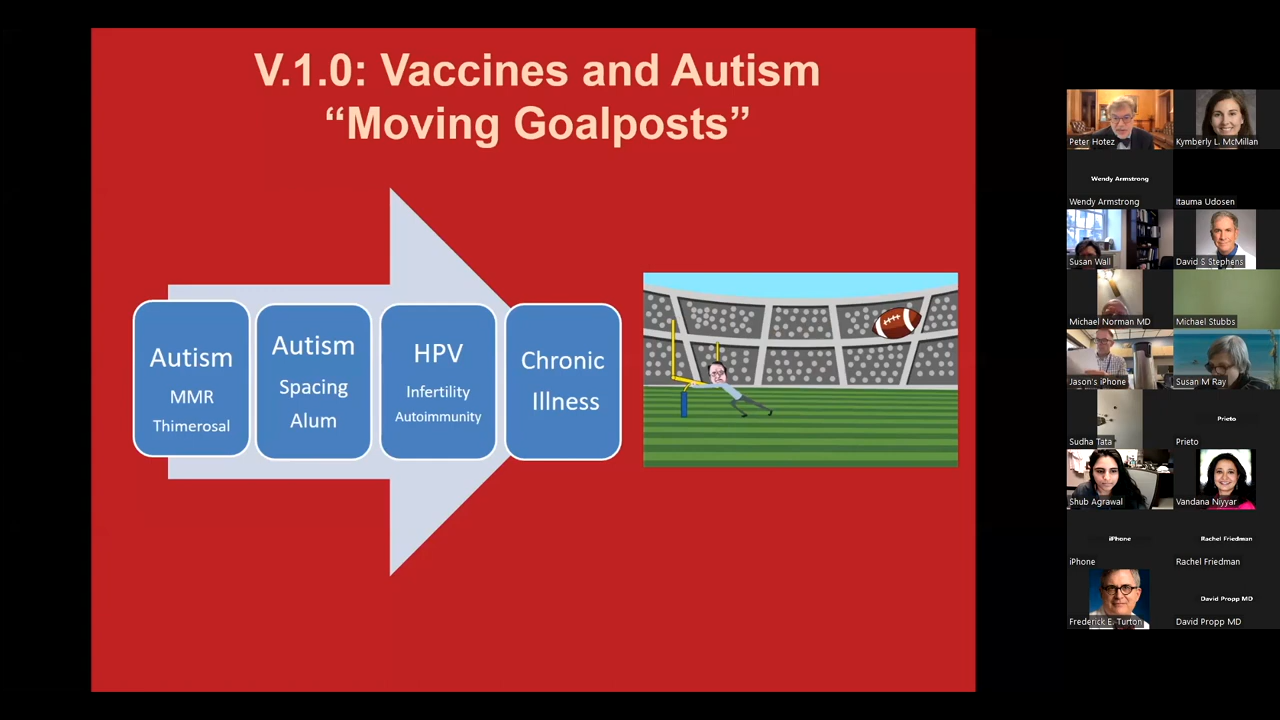 V.1.0: Vaccines and Autism
“Moving Goalposts”
Autism
MMR
Thimerosal
Autism
Spacing
Alum
HPV
Infertility
Autoimmunity
Chronic
Illness
Peter Hotez
Kymberly L. McMillan
Wendy Armstrong
Wendy Armstrong
Itauma Udosen
Susan Wall
David S Stephens
Michael Norman MD
Michael Stubbs
Jason's iPhone
Susan M Ray
Sudha Tata
Prieto
Prieto
Shub Agrawal
Vandana Niyyar
iPhone
iPhone
Rachel Friedman
Rachel Friedman
Frederick E. Turton
David Propp MD
David Propp MD